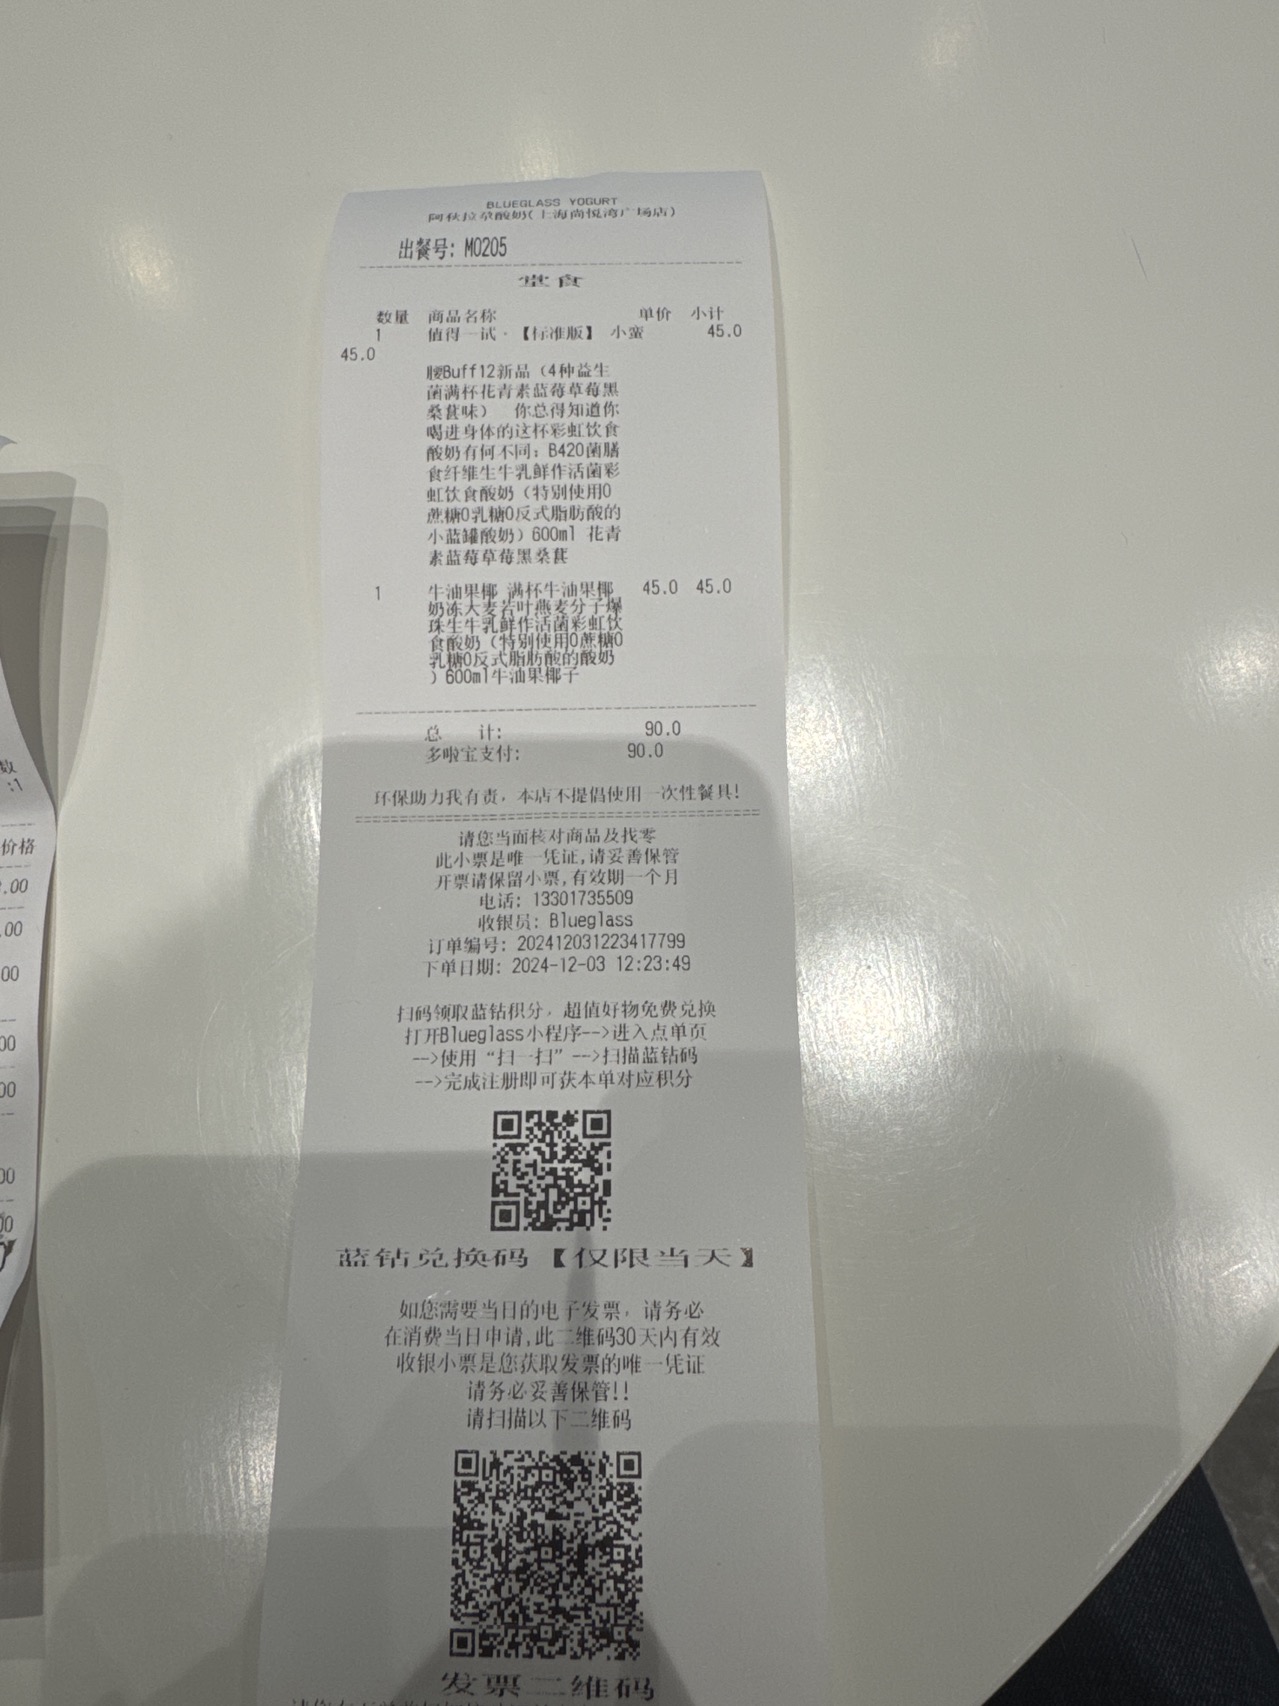 BLUEGLASS YOGURT
阿秋拉尕酸奶(上海尚悦湾广场店)
出餐号: M0205
堂食
数量 商品名称 单价 小计
1 值得一试·【标准版】 小蛮 45.0
45.0
腰Buff12新品（4种益生
菌满杯花青素蓝莓草莓黑
桑葚味） 你总得知道你
喝进身体的这杯彩虹饮食
酸奶有何不同: B420菌膳
食纤维生牛乳鲜作活菌彩
虹饮食酸奶（特别使用0
蔗糖0乳糖0反式脂肪酸的
小蓝罐酸奶）600ml 花青
素蓝莓草莓黑桑葚
1 牛油果椰 满杯牛油果椰 45.0 45.0
奶冻大麦若叶燕麦分子爆
珠生牛乳鲜作活菌彩虹饮
食酸奶（特别使用0蔗糖0
乳糖0反式脂肪酸的酸奶
）600ml牛油果椰子
总 计: 90.0
多啦宝支付: 90.0
环保助力我有责，本店不提倡使用一次性餐具!
请您当面核对商品及找零
此小票是唯一凭证,请妥善保管
开票请保留小票,有效期一个月
电话: 13301735509
收银员: Blueglass
订单编号: 202412031223417799
下单日期: 2024-12-03 12:23:49
扫码领取蓝钻积分，超值好物免费兑换
打开Blueglass小程序-->进入点单页
-->使用“扫一扫”-->扫描蓝钻码
-->完成注册即可获本单对应积分
蓝钻兑换码【仅限当天】
如您需要当日的电子发票，请务必
在消费当日申请,此二维码30天内有效
收银小票是您获取发票的唯一凭证
请务必妥善保管!!
请扫描以下二维码
发票二维码
数
:1
价格
.00
.00
00
00
00
00